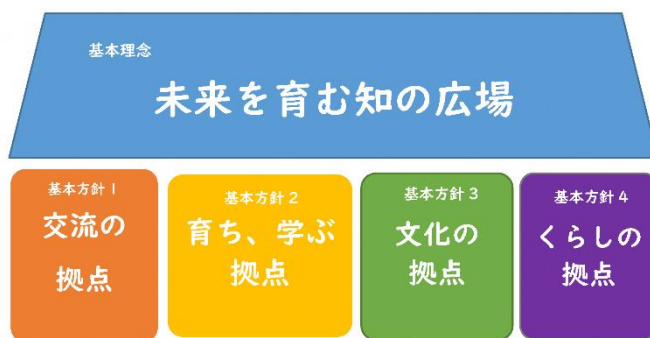 基本理念
未来を育む知の広場
基本方針1
交流の
拠点
基本方針2
育ち、学ぶ
拠点
基本方針3
文化の
拠点
基本方針4
くらしの
拠点